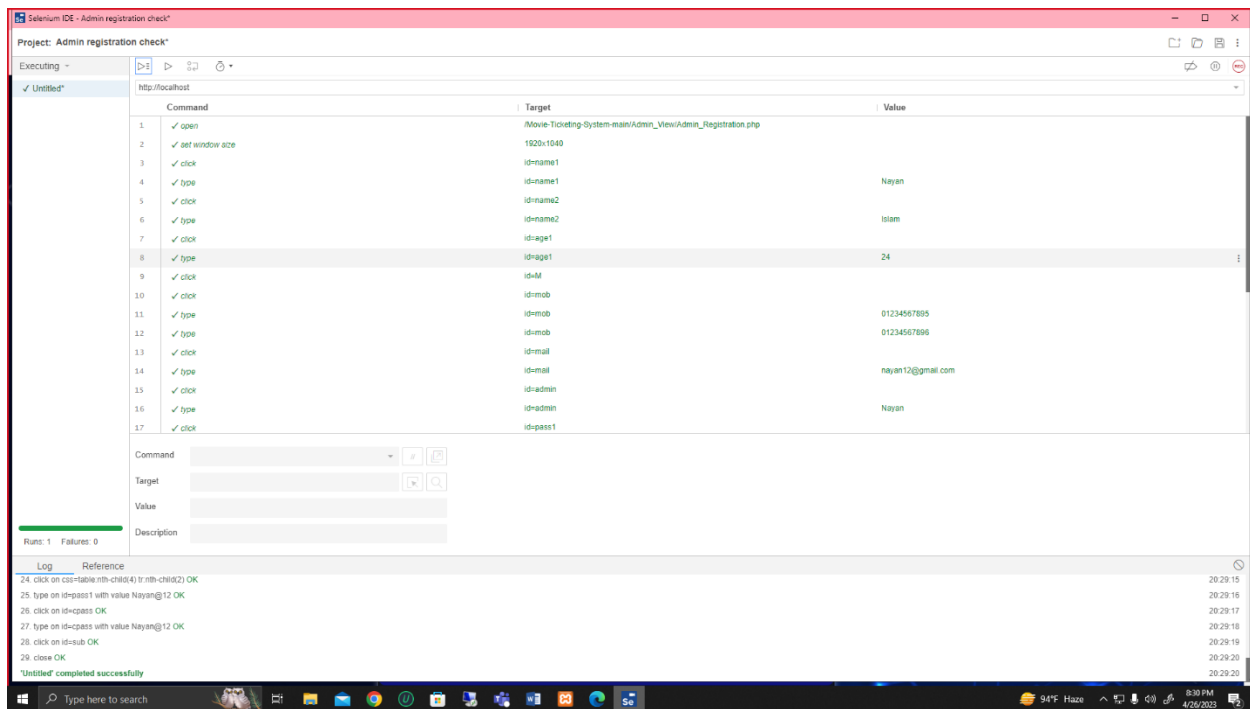 Selenium IDE - Admin registration check*
Project: Admin registration check*
Executing
http://localhost
✓ Untitled*
Command Target Value
1 ✓ open /Movie-Ticketing-System-main/Admin_View/Admin_Registration.php
2 ✓ set window size 1920x1040
3 ✓ click id=name1
4 ✓ type id=name1 Nayan
5 ✓ click id=name2
6 ✓ type id=name2 Islam
7 ✓ click id=age1
8 ✓ type id=age1 24
9 ✓ click id=M
10 ✓ click id=mob
11 ✓ type id=mob 01234567895
12 ✓ type id=mob 01234567896
13 ✓ click id=mail
14 ✓ type id=mail nayan12@gmail.com
15 ✓ click id=admin
16 ✓ type id=admin Nayan
17 ✓ click id=pass1
Command //
Target
Value
Description
Runs: 1 Failures: 0
Log Reference
24. click on css=table:nth-child(4) tr:nth-child(2) OK 20:29:15
25. type on id=pass1 with value Nayan@12 OK 20:29:16
26. click on id=cpass OK 20:29:17
27. type on id=cpass with value Nayan@12 OK 20:29:18
28. click on id=sub OK 20:29:19
29. close OK 20:29:20
'Untitled' completed successfully 20:29:20
Type here to search
94°F Haze
8:30 PM
4/26/2023